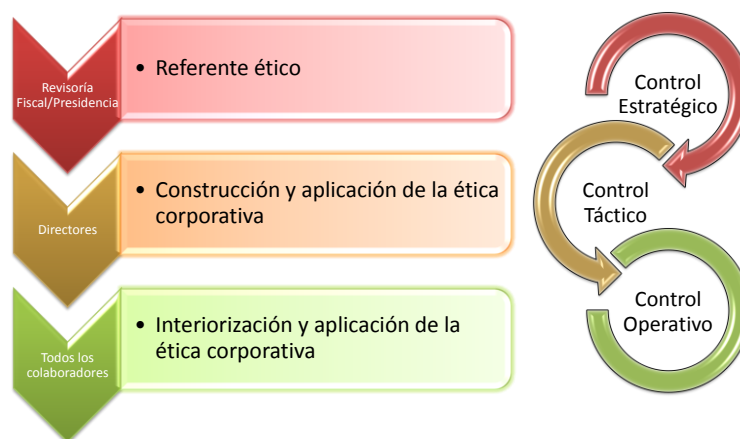 Revisoría
Fiscal/Presidencia
• Referente ético
Control
Estratégico
Directores
• Construcción y aplicación de la ética
corporativa
Control
Táctico
Todos los
colaboradores
• Interiorización y aplicación de la
ética corporativa
Control
Operativo